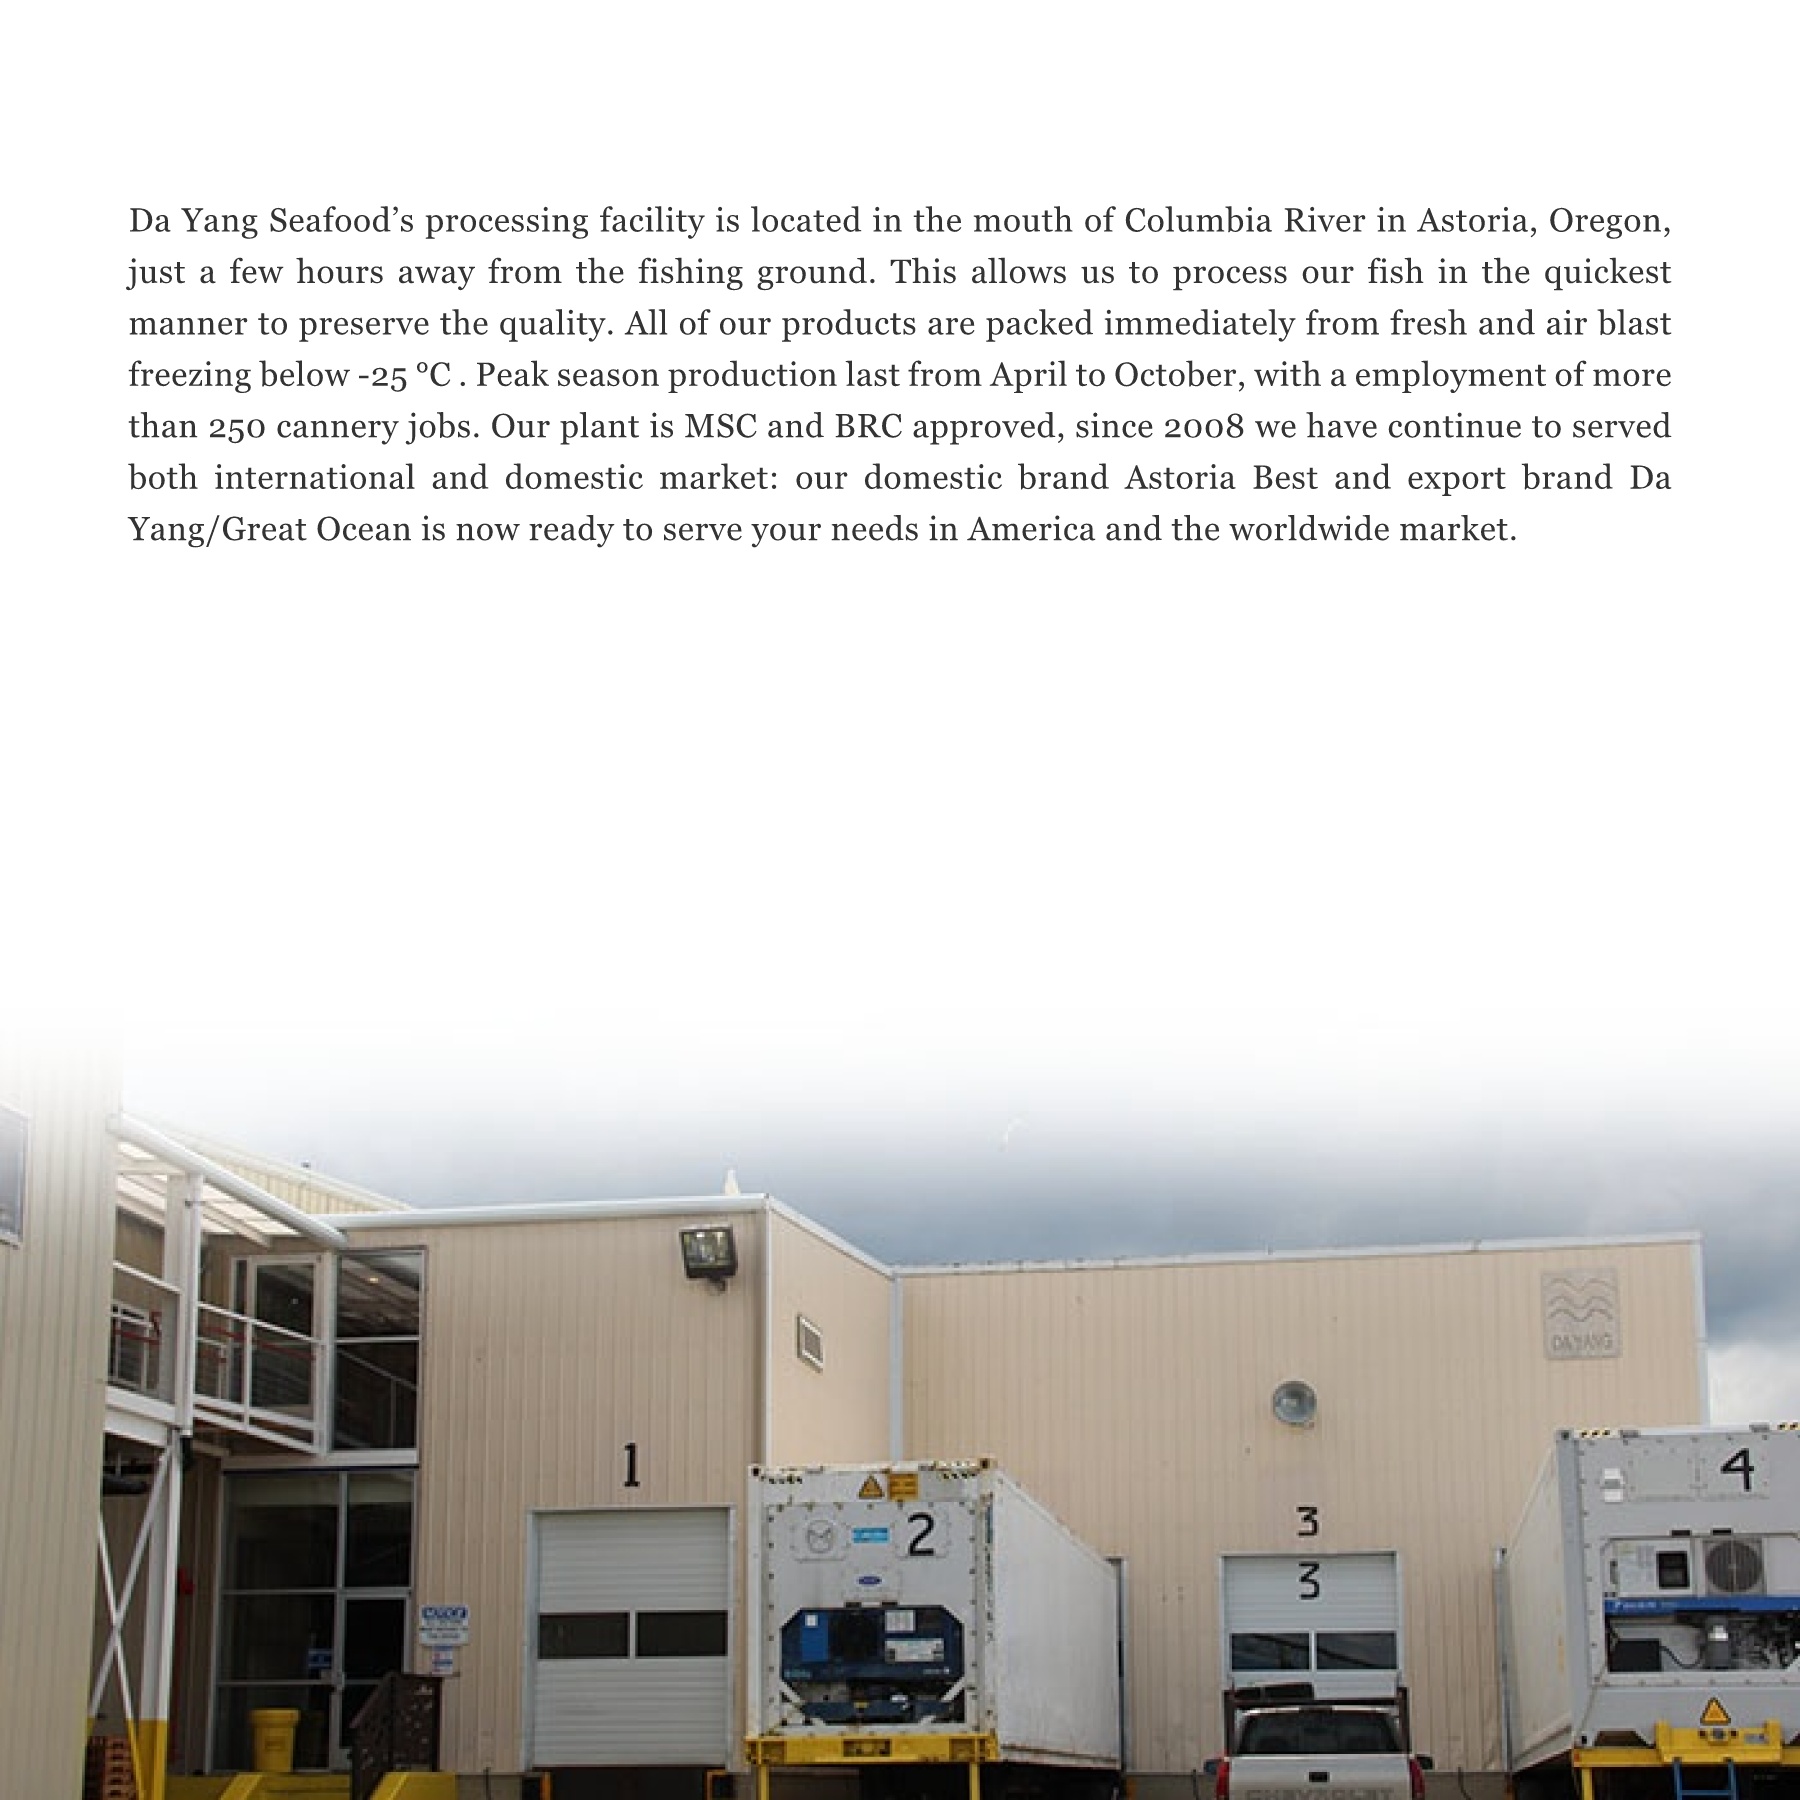 Da Yang Seafood’s processing facility is located in the mouth of Columbia River in Astoria, Oregon,
just a few hours away from the fishing ground. This allows us to process our fish in the quickest
manner to preserve the quality. All of our products are packed immediately from fresh and air blast
freezing below -25 °C . Peak season production last from April to October, with a employment of more
than 250 cannery jobs. Our plant is MSC and BRC approved, since 2008 we have continue to served
both international and domestic market: our domestic brand Astoria Best and export brand Da
Yang/Great Ocean is now ready to serve your needs in America and the worldwide market.
DA YANG
1
2
3
3
4
NOTICE
CHEVROLET